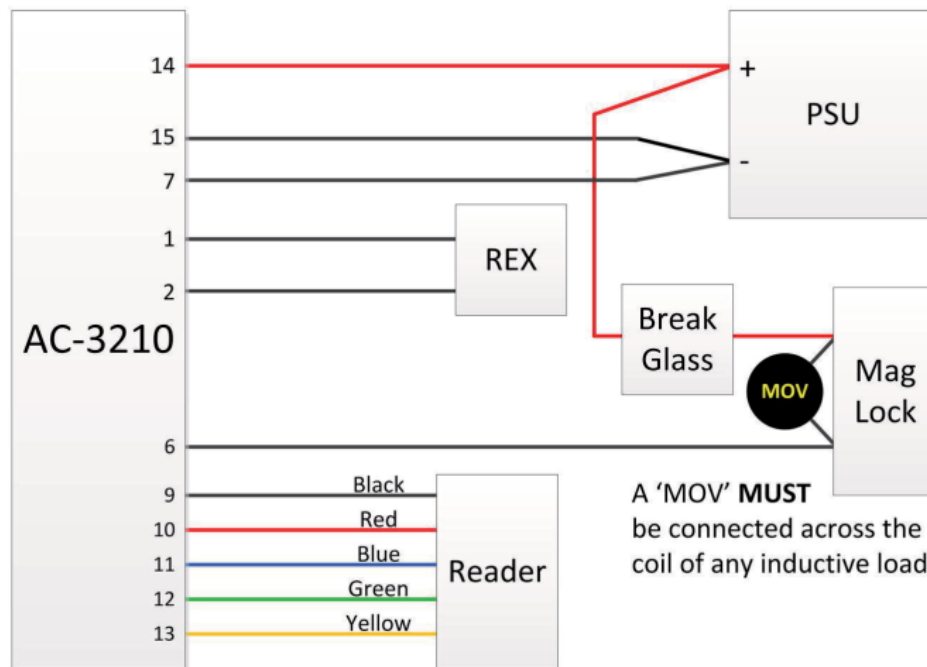 14
+
PSU
15
-
7
1
REX
2
AC-3210
Break
Glass
MOV
Mag
Lock
6
9
Black
10
Red
11
Blue
12
Green
13
Yellow
Reader
A ‘MOV’ MUST
be connected across the
coil of any inductive load